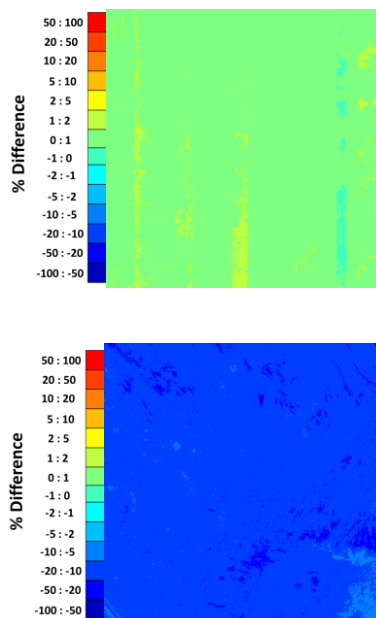 % Difference
50 : 100
20 : 50
10 : 20
5 : 10
2 : 5
1 : 2
0 : 1
-1 : 0
-2 : -1
-5 : -2
-10 : -5
-20 : -10
-50 : -20
-100 : -50
% Difference
50 : 100
20 : 50
10 : 20
5 : 10
2 : 5
1 : 2
0 : 1
-1 : 0
-2 : -1
-5 : -2
-10 : -5
-20 : -10
-50 : -20
-100 : -50